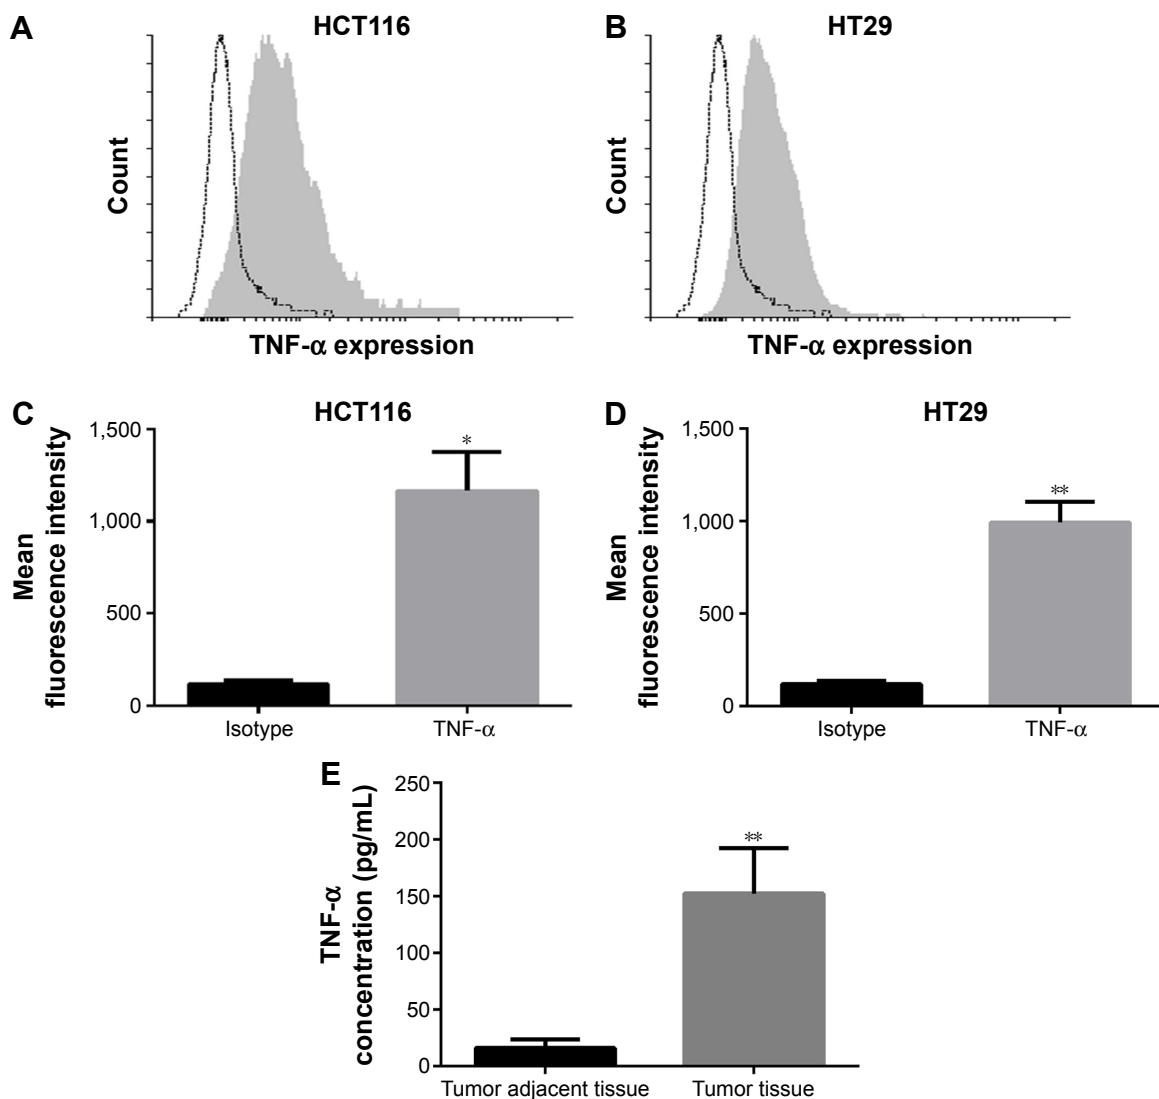 A
HCT116
Count
TNF-α expression
B
HT29
Count
TNF-α expression
C
HCT116
Mean
fluorescence intensity
1,500
1,000
500
0
*
Isotype
TNF-α
D
HT29
Mean
fluorescence intensity
1,500
1,000
500
0
**
Isotype
TNF-α
E
TNF-α
concentration (pg/mL)
250
200
150
100
50
0
**
Tumor adjacent tissue
Tumor tissue